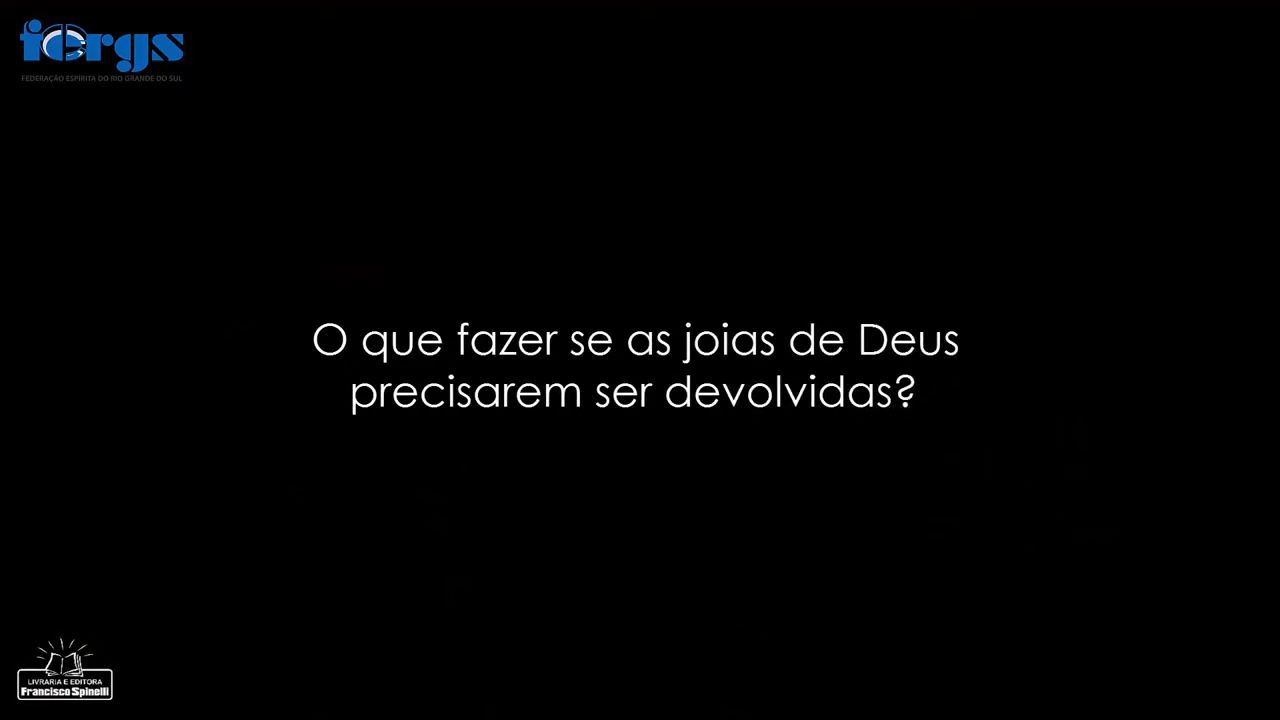 fergs
FEDERAÇÃO ESPÍRITA DO RIO GRANDE DO SUL
O que fazer se as joias de Deus
precisarem ser devolvidas?
LIVRARIA E EDITORA
Francisco Spinelli